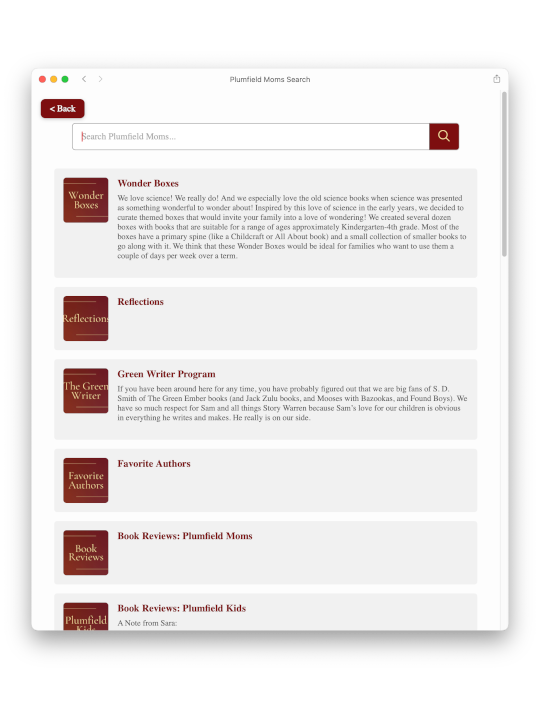 Plumfield Moms Search
< Back
Search Plumfield Moms...
Wonder
Boxes
Wonder Boxes
We love science! We really do! And we especially love the old science books when science was presented
as something wonderful to wonder about! Inspired by this love of science in the early years, we decided to
curate themed boxes that would invite your family into a love of wondering! We created several dozen
boxes with books that are suitable for a range of ages approximately Kindergarten-4th grade. Most of the
boxes have a primary spine (like a Childcraft or All About book) and a small collection of smaller books to
go along with it. We think that these Wonder Boxes would be ideal for families who want to use them a
couple of days per week over a term.
Reflections
Reflections
The Green
Writer
Green Writer Program
If you have been around here for any time, you have probably figured out that we are big fans of S. D.
Smith of The Green Ember books (and Jack Zulu books, and Mooses with Bazookas, and Found Boys). We
have so much respect for Sam and all things Story Warren because Sam's love for our children is obvious
in everything he writes and makes. He really is on our side.
Favorite
Authors
Favorite Authors
Book
Reviews
Book Reviews: Plumfield Moms
Plumfield
Kids
Book Reviews: Plumfield Kids
A Note from Sara: